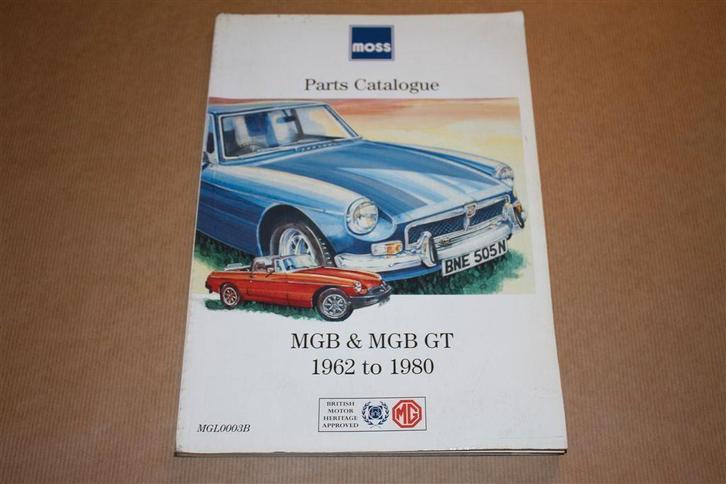 moss
Parts Catalogue
BNE 505N
MGB & MGB GT
1962 to 1980
BRITISH
MOTOR
HERITAGE
APPROVED
MG
MGL0003B